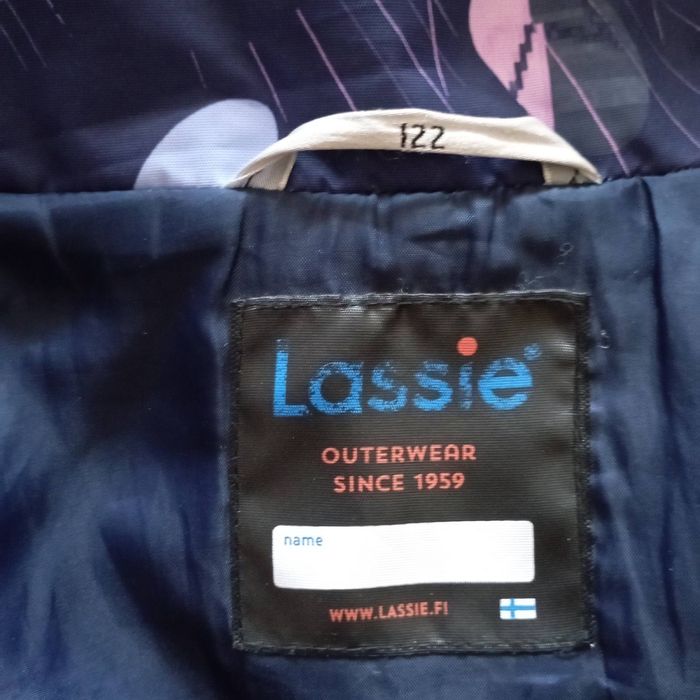 122
Lassie®
OUTERWEAR
SINCE 1959
name
WWW.LASSIE.FI